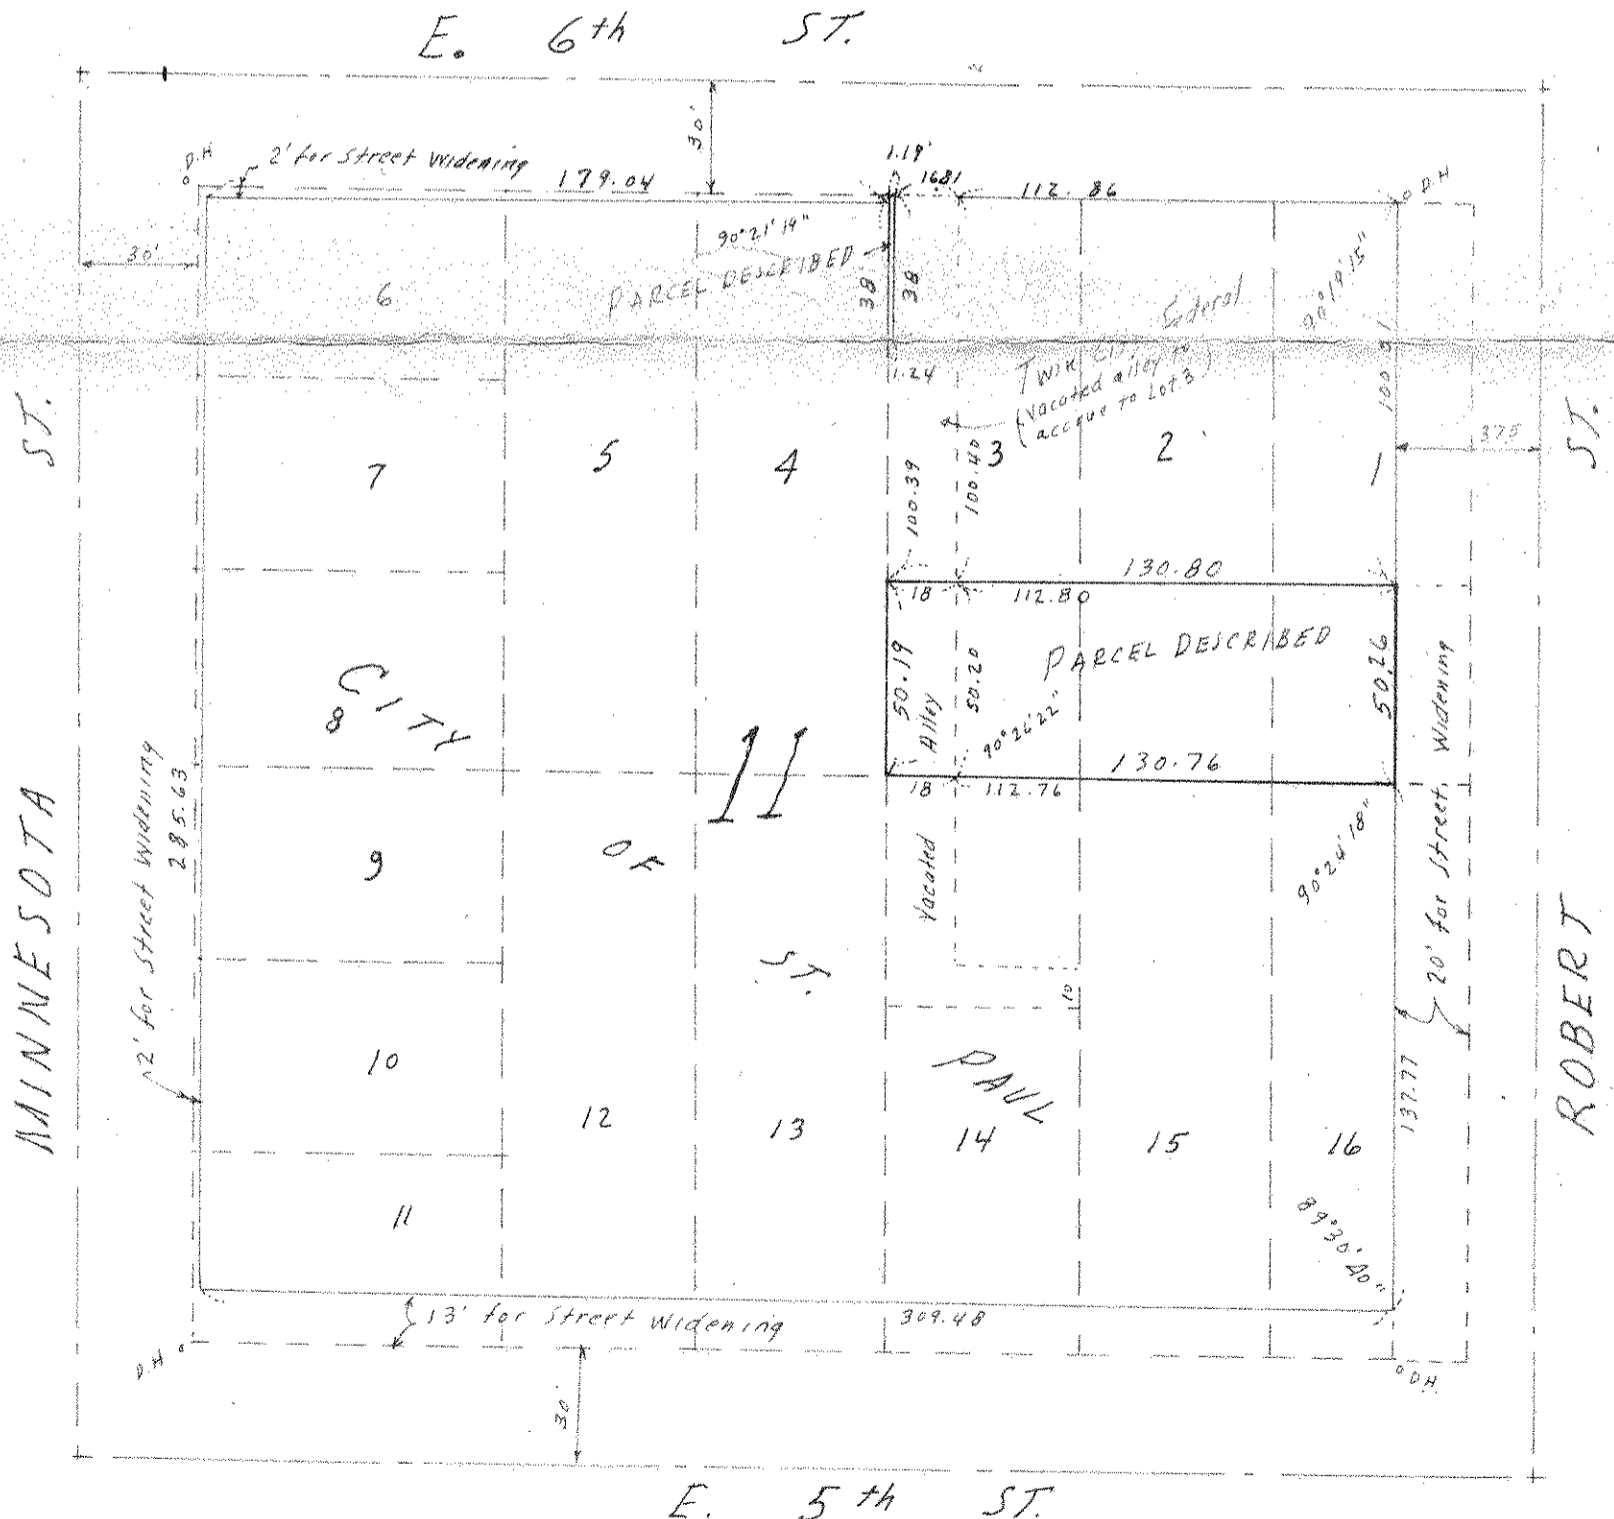 E. 6th ST.
30'
D.H
2' for Street Widening
179.04
1.19'
16.81
112.86
D.H
30'
90°21'19"
PARCEL DESCRIBED
38'
38
6
Federal
Twin City
(Vacated alley to
accrue to Lot 3)
90°19'15"
100.91
1.24
ST.
7
5
4
3
2
1
37.5
ST.
100.39
100.40
130.80
18
112.80
PARCEL DESCRIBED
50.19
Alley
50.20
90°26'22"
50.26
CITY
8
11
130.76
18
112.76
2' for Street Widening
285.63
MINNESOTA
9
OF
Vacated
90°24'18"
20' for Street Widening
ROBERT
ST.
10
10
PAUL
137.77
12
13
14
15
16
11
89°30'40"
13' for Street Widening
309.48
D.H
D.H.
30'
E. 5th ST.